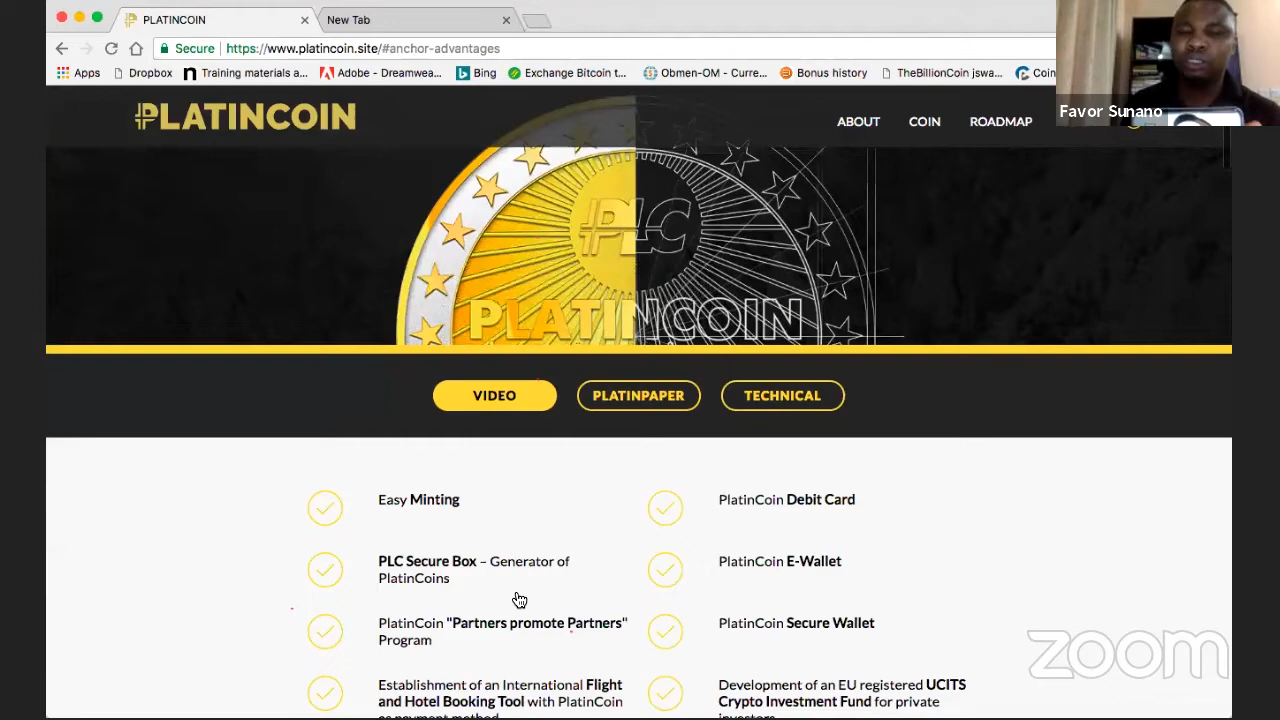 PLATINCOIN
New Tab
Secure
https://www.platincoin.site/#anchor-advantages
Apps
Dropbox
Training materials a...
Adobe - Dreamwea...
Bing
Exchange Bitcoin t...
Obmen-OM - Curre...
Bonus history
TheBillionCoin jswa...
Coin
Favor Sunano
PLATINCOIN
ABOUT
COIN
ROADMAP
PLC
PLATINCOIN
VIDEO
PLATINPAPER
TECHNICAL
Easy Minting
PlatinCoin Debit Card
PLC Secure Box – Generator of
PlatinCoins
PlatinCoin E-Wallet
PlatinCoin "Partners promote Partners"
Program
PlatinCoin Secure Wallet
Establishment of an International Flight
and Hotel Booking Tool with PlatinCoin
as payment method
Development of an EU registered UCITS
Crypto Investment Fund for private
investors
zoom